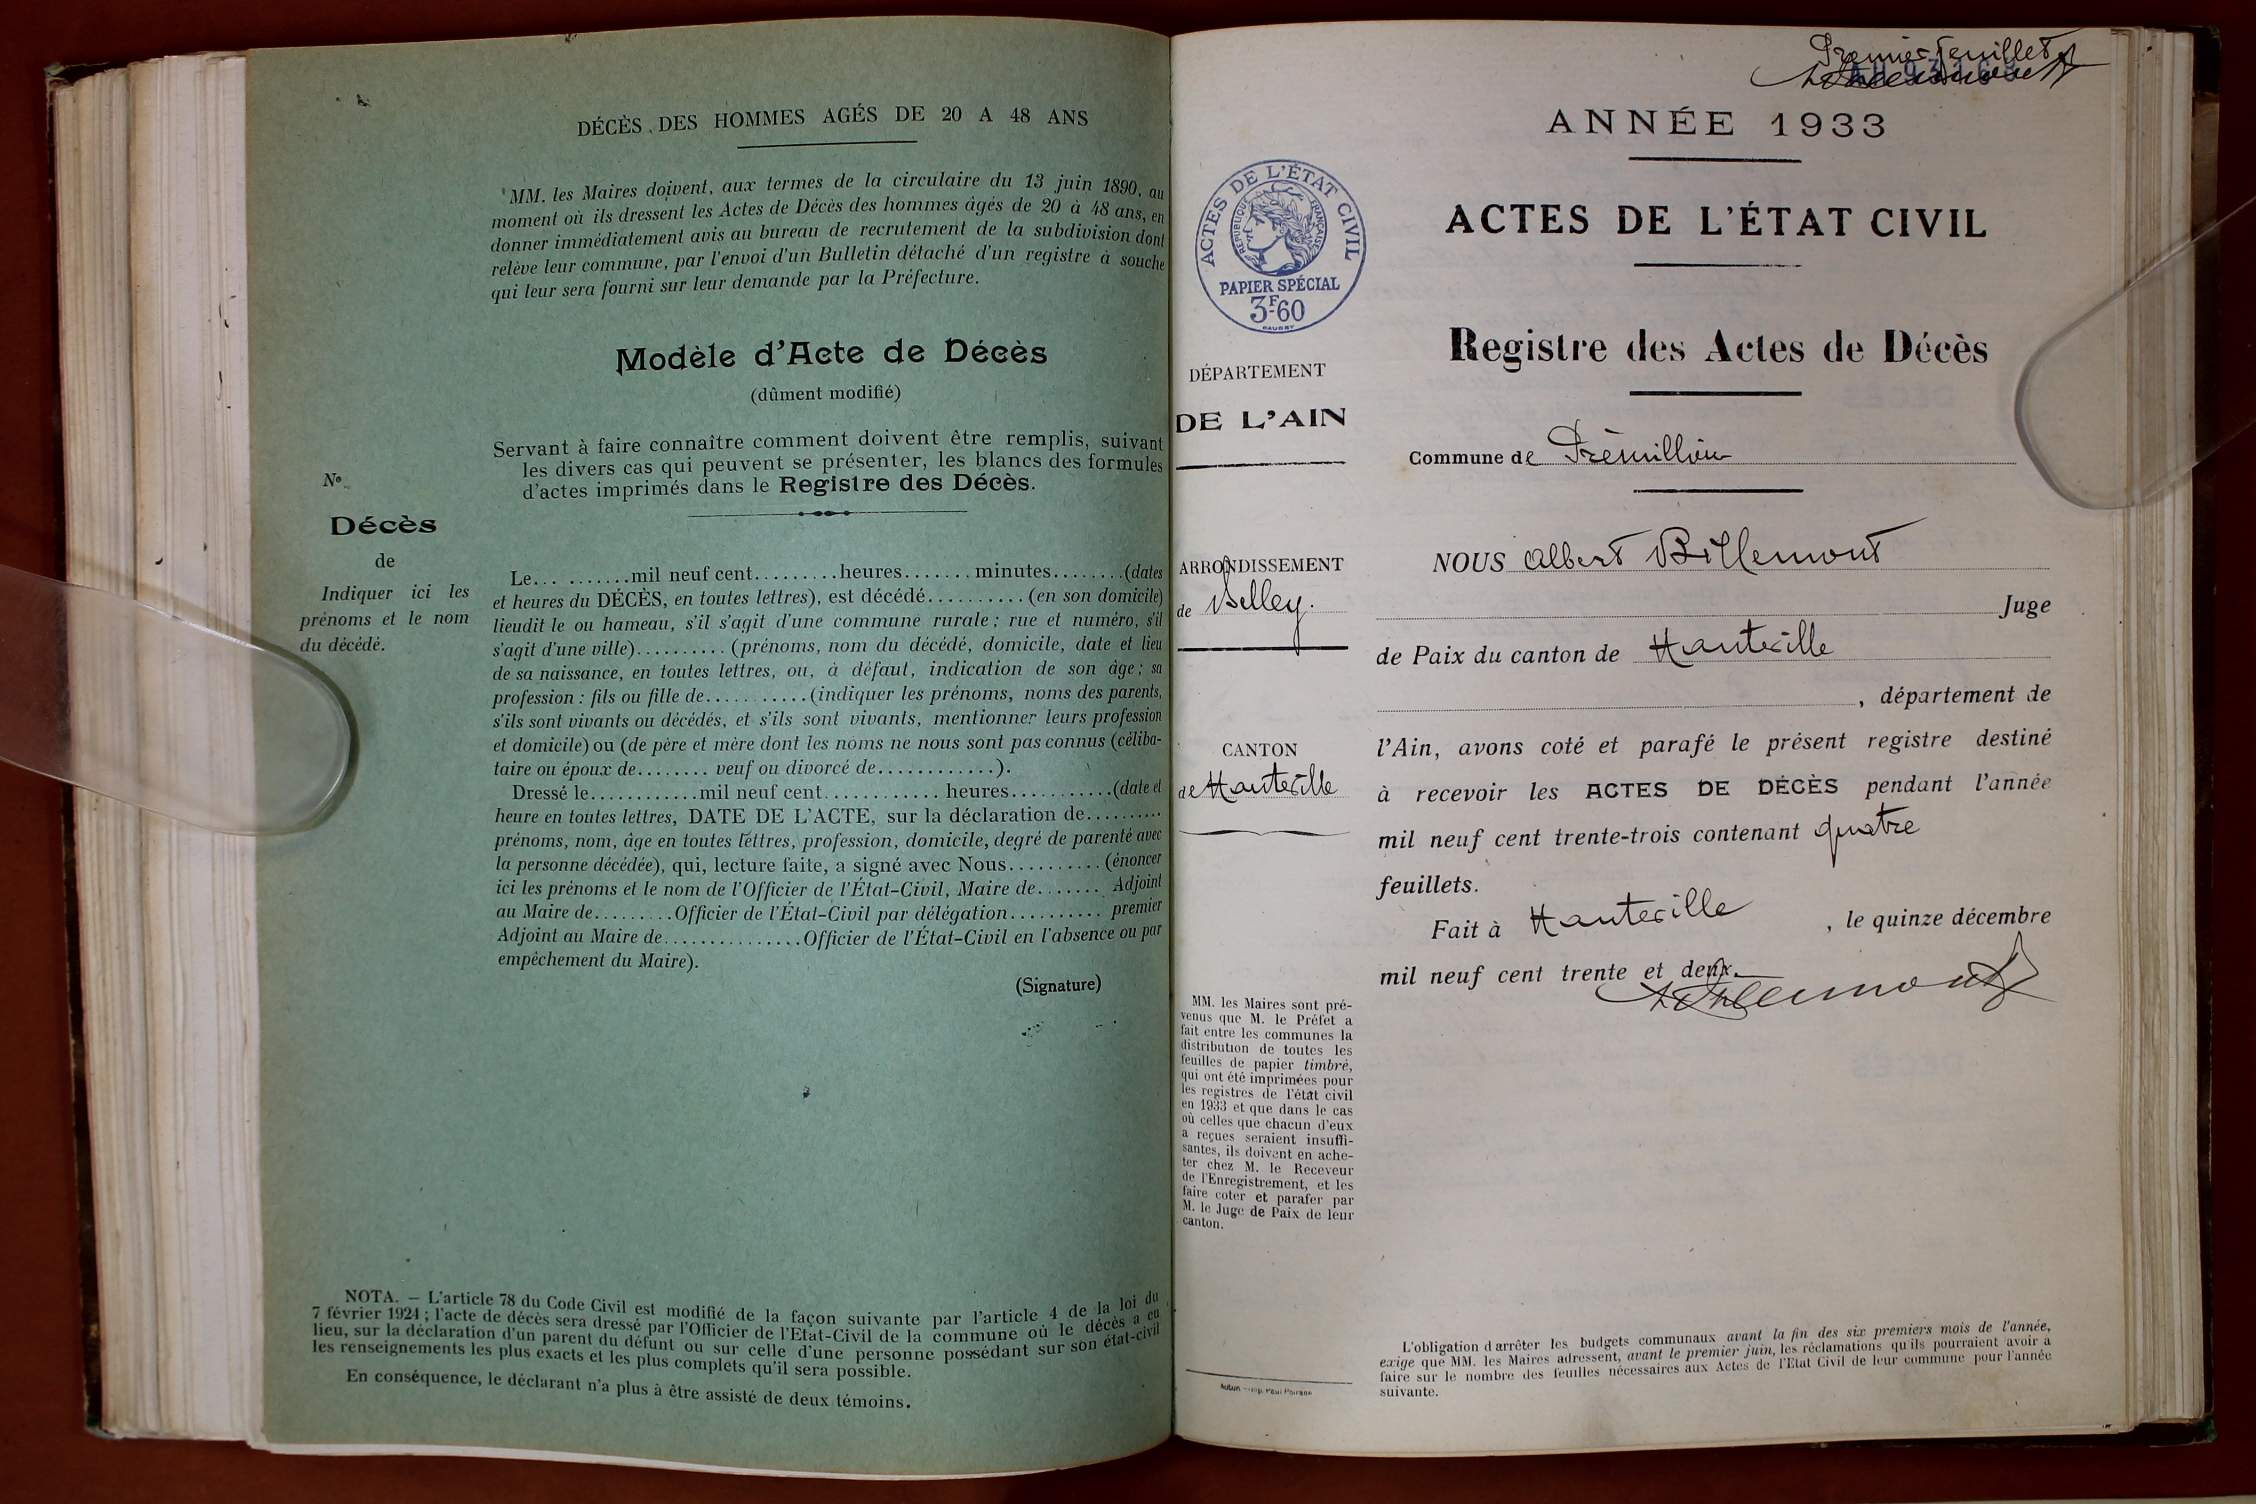 DÉCÈS DES HOMMES AGÉS DE 20 A 48 ANS
MM. les Maires doivent, aux termes de la circulaire du 13 juin 1890, au
moment où ils dressent les Actes de Décès des hommes âgés de 20 à 48 ans, en
donner immédiatement avis au bureau de recrutement de la subdivision dont
relève leur commune, par l'envoi d'un Bulletin détaché d'un registre à souche
qui leur sera fourni sur leur demande par la Préfecture.
Modèle d'Acte de Décès
(dûment modifié)
Servant à faire connaître comment doivent être remplis, suivant
les divers cas qui peuvent se présenter, les blancs des formules
d'actes imprimés dans le Registre des Décès.
N°
Décès
de
Indiquer ici les
prénoms et le nom
du décédé.
Le... .......mil neuf cent.........heures....... minutes........(dates
et heures du DÉCÈS, en toutes lettres), est décédé.......... (en son domicile)
lieudit le ou hameau, s'il s'agit d'une commune rurale; rue et numéro, s'il
s'agit d'une ville).......... (prénoms, nom du décédé, domicile, date et lieu
de sa naissance, en toutes lettres, ou, à défaut, indication de son âge; sa
profession : fils ou fille de...........(indiquer les prénoms, noms des parents,
s'ils sont vivants ou décédés, et s'ils sont vivants, mentionner leurs profession
et domicile) ou (de père et mère dont les noms ne nous sont pas connus (céliba-
taire ou époux de........ veuf ou divorcé de............).
Dressé le............mil neuf cent............ heures...........(date et
heure en toutes lettres, DATE DE L'ACTE, sur la déclaration de..........
prénoms, nom, âge en toutes lettres, profession, domicile, degré de parenté avec
la personne décédée), qui, lecture faite, a signé avec Nous.......... (énoncer
ici les prénoms et le nom de l'Officier de l'État-Civil, Maire de....... Adjoint
au Maire de.........Officier de l'État-Civil par délégation.......... premier
Adjoint au Maire de...............Officier de l'État-Civil en l'absence ou par
empêchement du Maire).
(Signature)
NOTA. — L'article 78 du Code Civil est modifié de la façon suivante par l'article 4 de la loi du
7 février 1924 ; l'acte de décès sera dressé par l'Officier de l'Etat-Civil de la commune où le décès a eu
lieu, sur la déclaration d'un parent du défunt ou sur celle d'une personne possédant sur son état-civil
les renseignements les plus exacts et les plus complets qu'il sera possible.
En conséquence, le déclarant n'a plus à être assisté de deux témoins.
Premier feuillet
ANNÉE 1933
ACTES DE L'ÉTAT CIVIL
RÉPUBLIQUE FRANÇAISE
PAPIER SPÉCIAL
3F-60
DÉPARTEMENT
DE L'AIN
ARRONDISSEMENT
de Belley.
CANTON
de Hauteville
MM. les Maires sont pré-
venus que M. le Préfet a
fait entre les communes la
distribution de toutes les
feuilles de papier timbré,
qui ont été imprimées pour
les registres de l'état civil
en 1933 et que dans le cas
où celles que chacun d'eux
a reçues seraient insuffi-
santes, ils doivent en ache-
ter chez M. le Receveur
de l'Enregistrement, et les
faire coter et parafer par
M. le Juge de Paix de leur
canton.
ACTES DE L'ÉTAT CIVIL
Registre des Actes de Décès
Commune de Prémillieu
NOUS Albert Billemont
Juge
de Paix du canton de Hauteville
, département de
l'Ain, avons coté et parafé le présent registre destiné
à recevoir les ACTES DE DÉCÈS pendant l'année
mil neuf cent trente-trois contenant quatre
feuillets.
Fait à Hauteville , le quinze décembre
mil neuf cent trente et deux.
L'obligation d'arrêter les budgets communaux avant la fin des six premiers mois de l'année,
exige que MM. les Maires adressent, avant le premier juin, les réclamations qu'ils pourraient avoir à
faire sur le nombre des feuilles nécessaires aux Actes de l'Etat Civil de leur commune pour l'année
suivante.